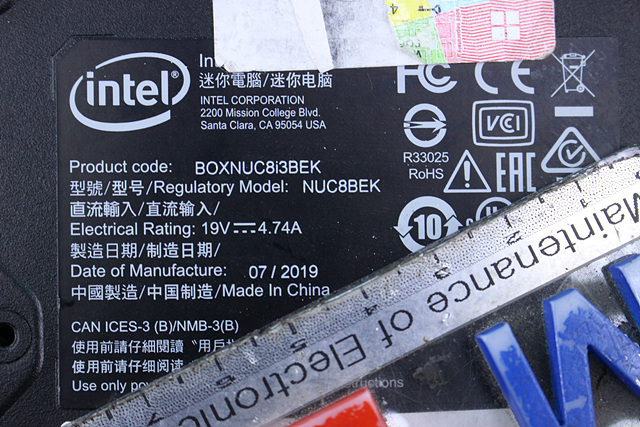 intel®
迷你電腦/迷你电脑
INTEL CORPORATION
2200 Mission College Blvd.
Santa Clara, CA 95054 USA
FC CE
VCI
R33025
RoHS
EAC
10
Product code: BOXNUC8i3BEK
型號/型号/Regulatory Model: NUC8BEK
直流輸入/直流输入/
Electrical Rating: 19V⎓4.74A
製造日期/制造日期/
Date of Manufacture: 07/2019
中國製造/中国制造/Made in China
CAN ICES-3 (B)/NMB-3(B)
使用前請仔細閱讀
使用前请仔细阅读
Use only
Maintenance of Electronic